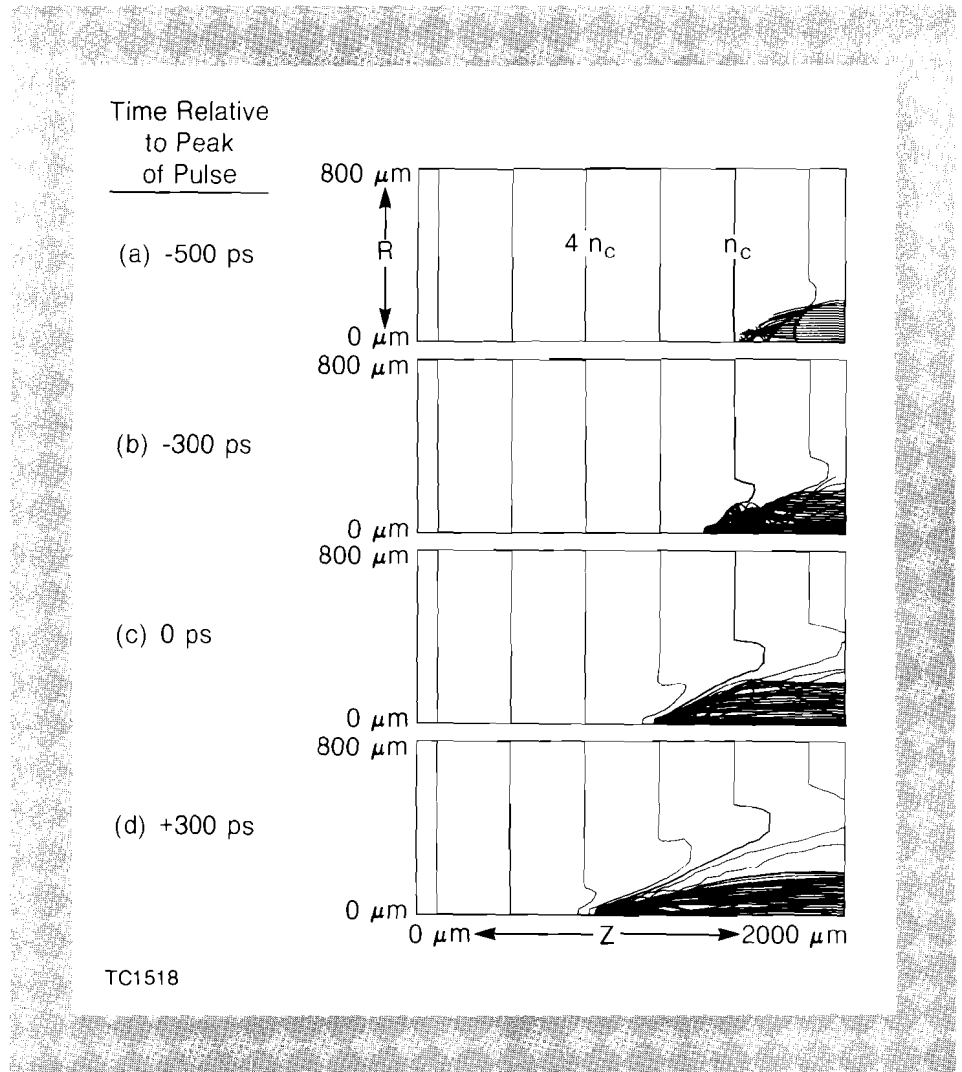 Time Relative
to Peak
of Pulse
800 μm
R
4 n_c
n_c
(a) -500 ps
0 μm
800 μm
(b) -300 ps
0 μm
800 μm
(c) 0 ps
0 μm
800 μm
(d) +300 ps
0 μm
0 μm
Z
2000 μm
TC1518